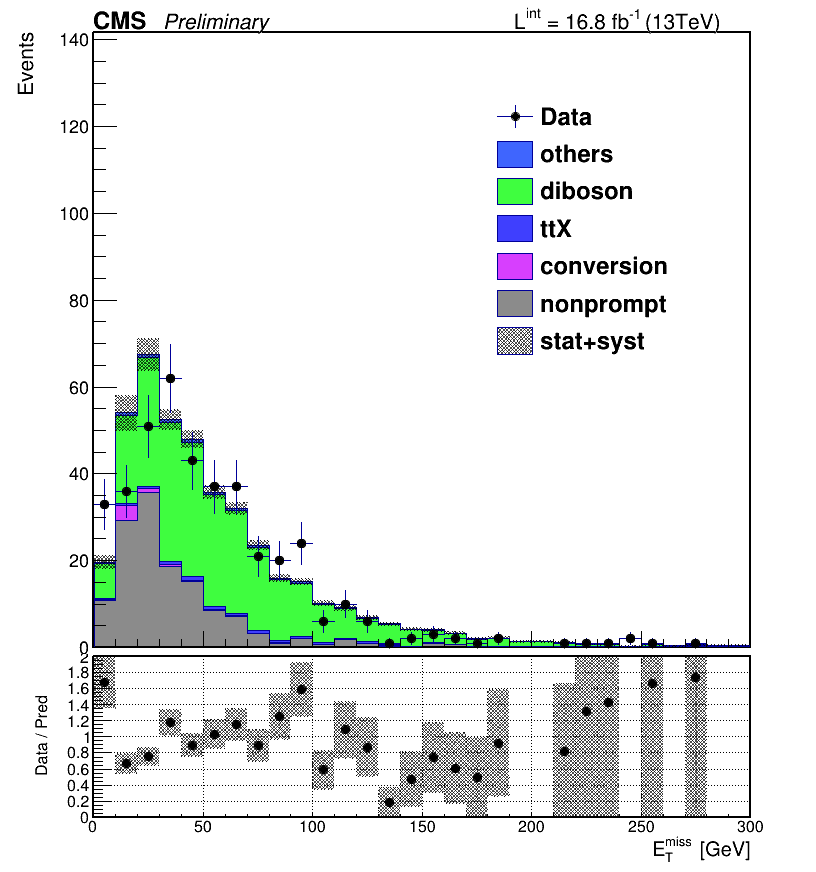 CMS Preliminary L^int = 16.8 fb^-1 (13TeV)
Events
140
120
100
80
60
40
20
0
Data
others
diboson
ttX
conversion
nonprompt
stat+syst
Data / Pred
2
1.8
1.6
1.4
1.2
1
0.8
0.6
0.4
0.2
0
0 50 100 150 200 250 300
E_T^miss [GeV]